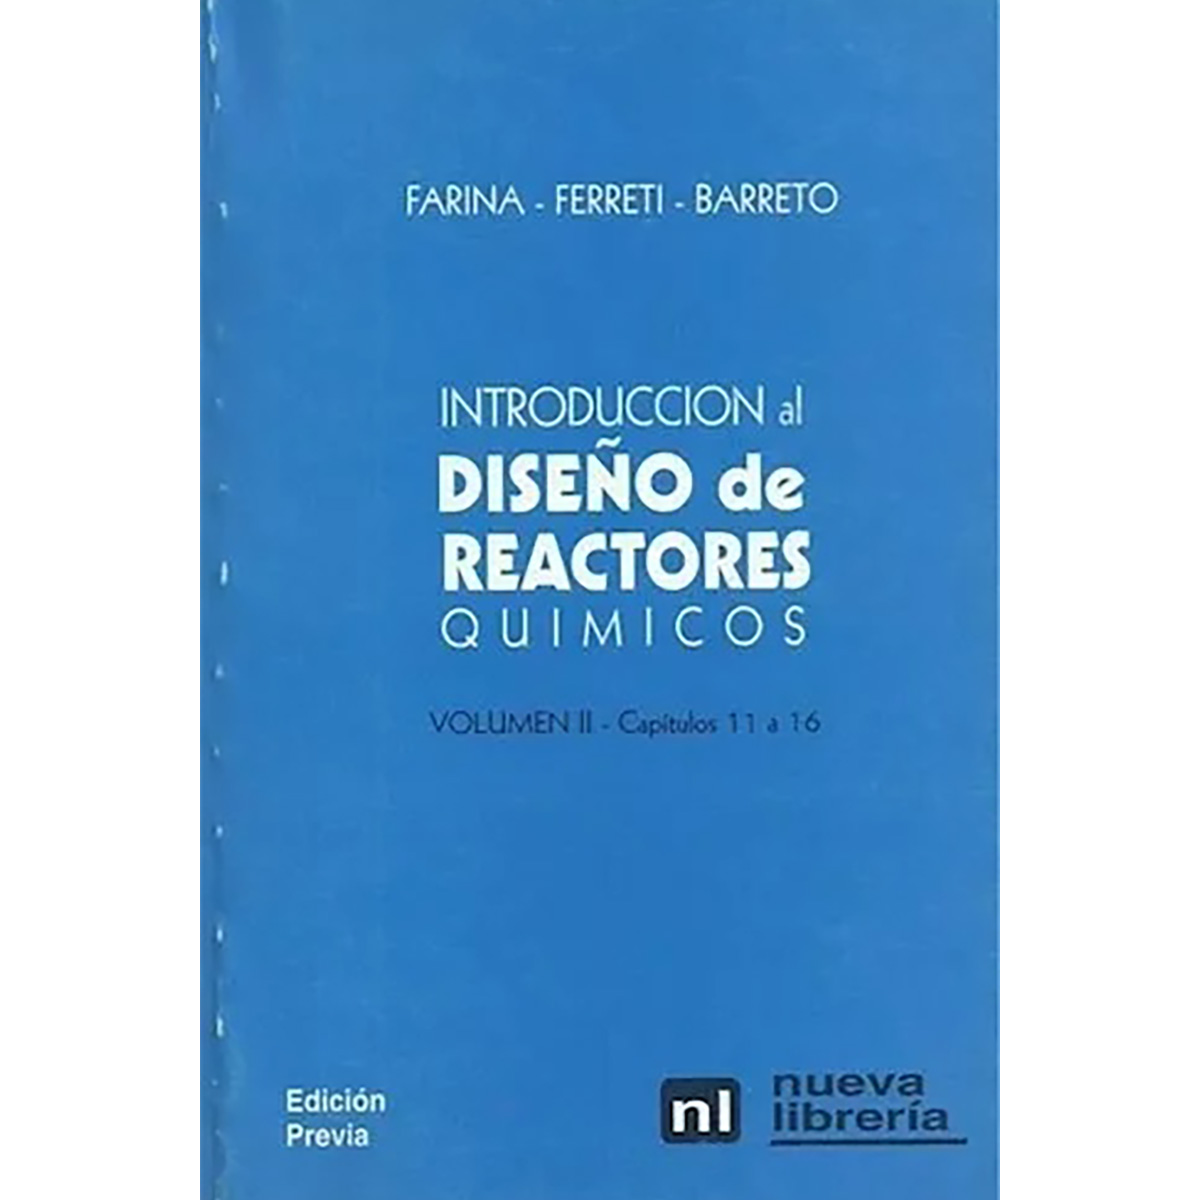 FARINA - FERRETI - BARRETO
INTRODUCCION al
DISEÑO de
REACTORES
QUIMICOS
VOLUMEN II - Capítulos 11 a 16
Edición
Previa
nl
nueva
librería